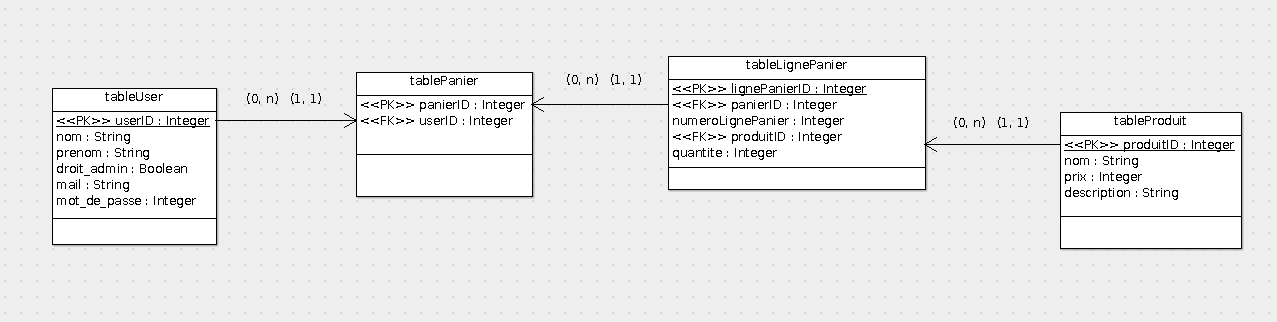 tableUser
<<PK>> userID : Integer
nom : String
prenom : String
droit_admin : Boolean
mail : String
mot_de_passe : Integer
(0, n) (1, 1)
tablePanier
<<PK>> panierID : Integer
<<FK>> userID : Integer
(0, n) (1, 1)
tableLignePanier
<<PK>> lignePanierID : Integer
<<FK>> panierID : Integer
numeroLignePanier : Integer
<<FK>> produitID : Integer
quantite : Integer
(0, n) (1, 1)
tableProduit
<<PK>> produitID : Integer
nom : String
prix : Integer
description : String